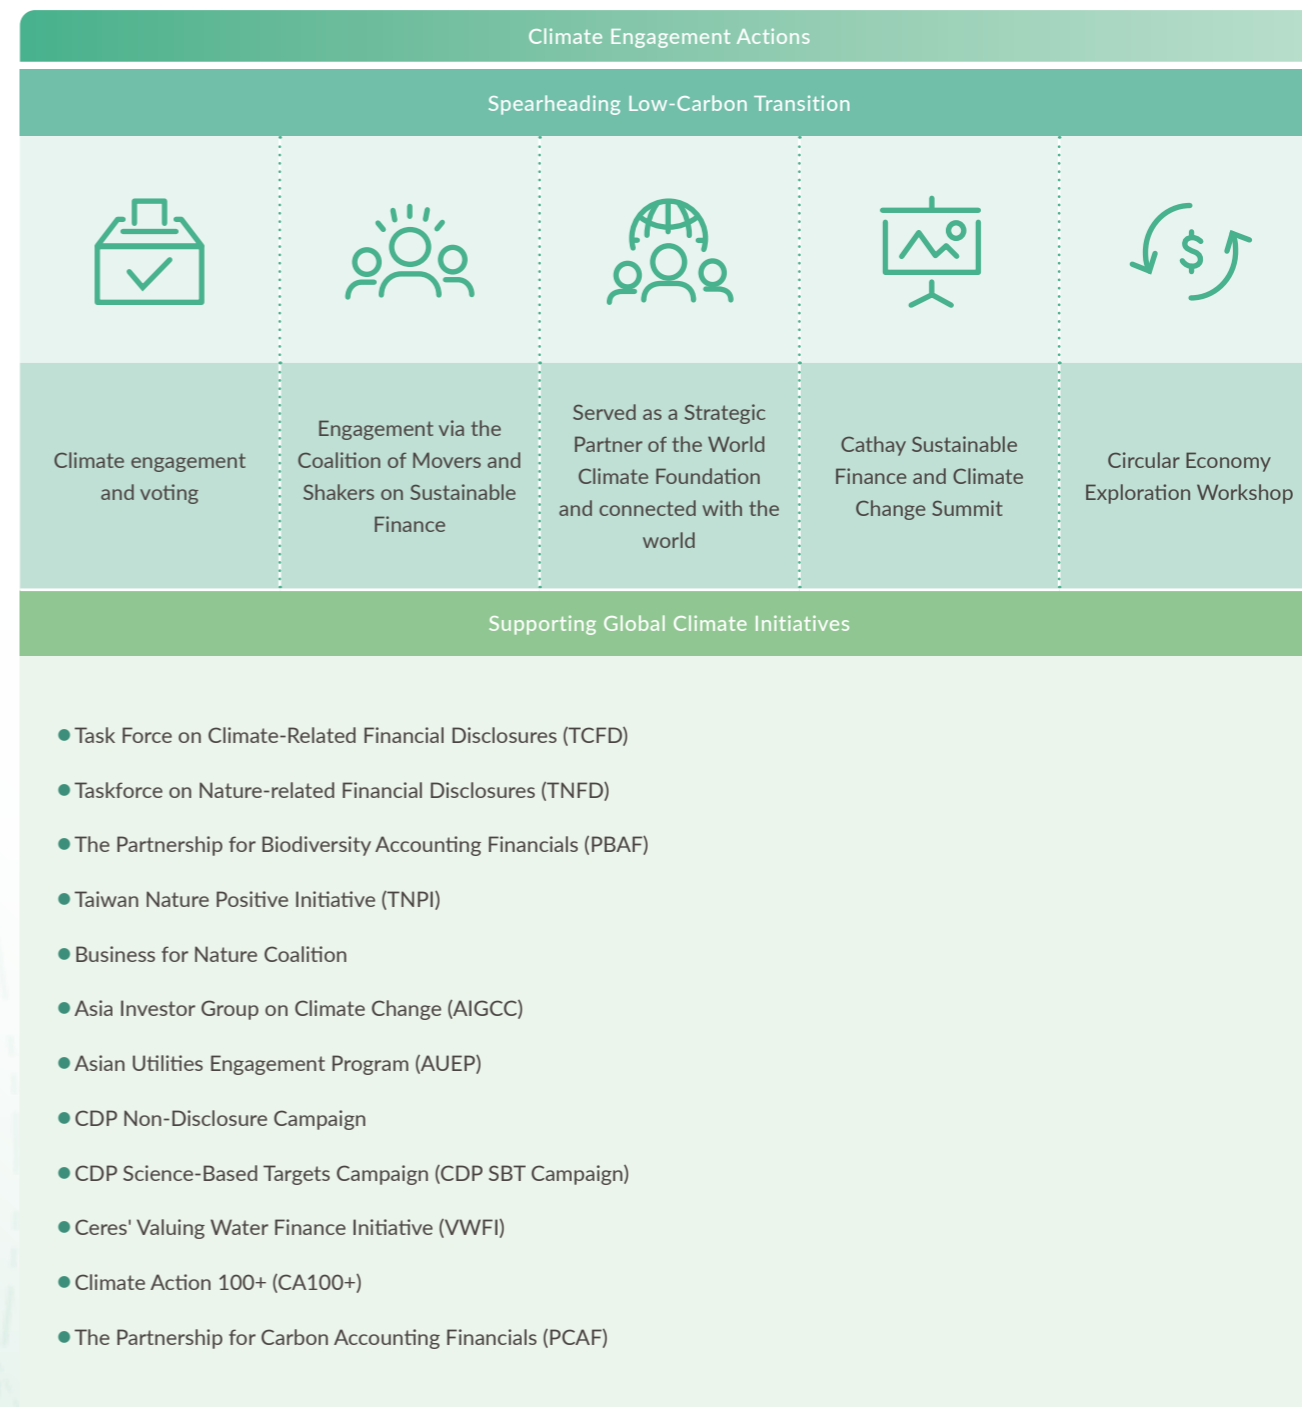 Climate Engagement Actions
Spearheading Low-Carbon Transition
Climate engagement
and voting
Engagement via the
Coalition of Movers and
Shakers on Sustainable
Finance
Served as a Strategic
Partner of the World
Climate Foundation
and connected with the
world
Cathay Sustainable
Finance and Climate
Change Summit
$
Circular Economy
Exploration Workshop
Supporting Global Climate Initiatives
Task Force on Climate-Related Financial Disclosures (TCFD)
Taskforce on Nature-related Financial Disclosures (TNFD)
The Partnership for Biodiversity Accounting Financials (PBAF)
Taiwan Nature Positive Initiative (TNPI)
Business for Nature Coalition
Asia Investor Group on Climate Change (AIGCC)
Asian Utilities Engagement Program (AUEP)
CDP Non-Disclosure Campaign
CDP Science-Based Targets Campaign (CDP SBT Campaign)
Ceres' Valuing Water Finance Initiative (VWFI)
Climate Action 100+ (CA100+)
The Partnership for Carbon Accounting Financials (PCAF)